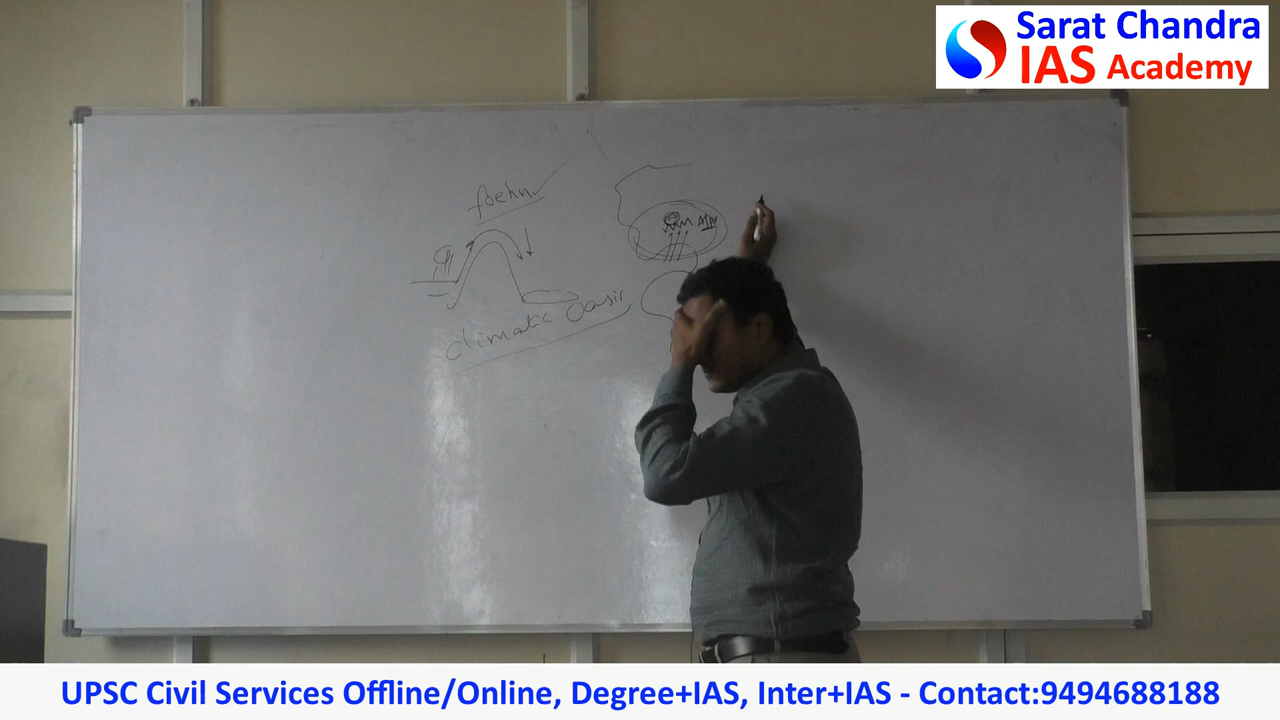 Sarat Chandra
IAS Academy
foehn
climatic Oasis
UPSC Civil Services Offline/Online, Degree+IAS, Inter+IAS - Contact:9494688188